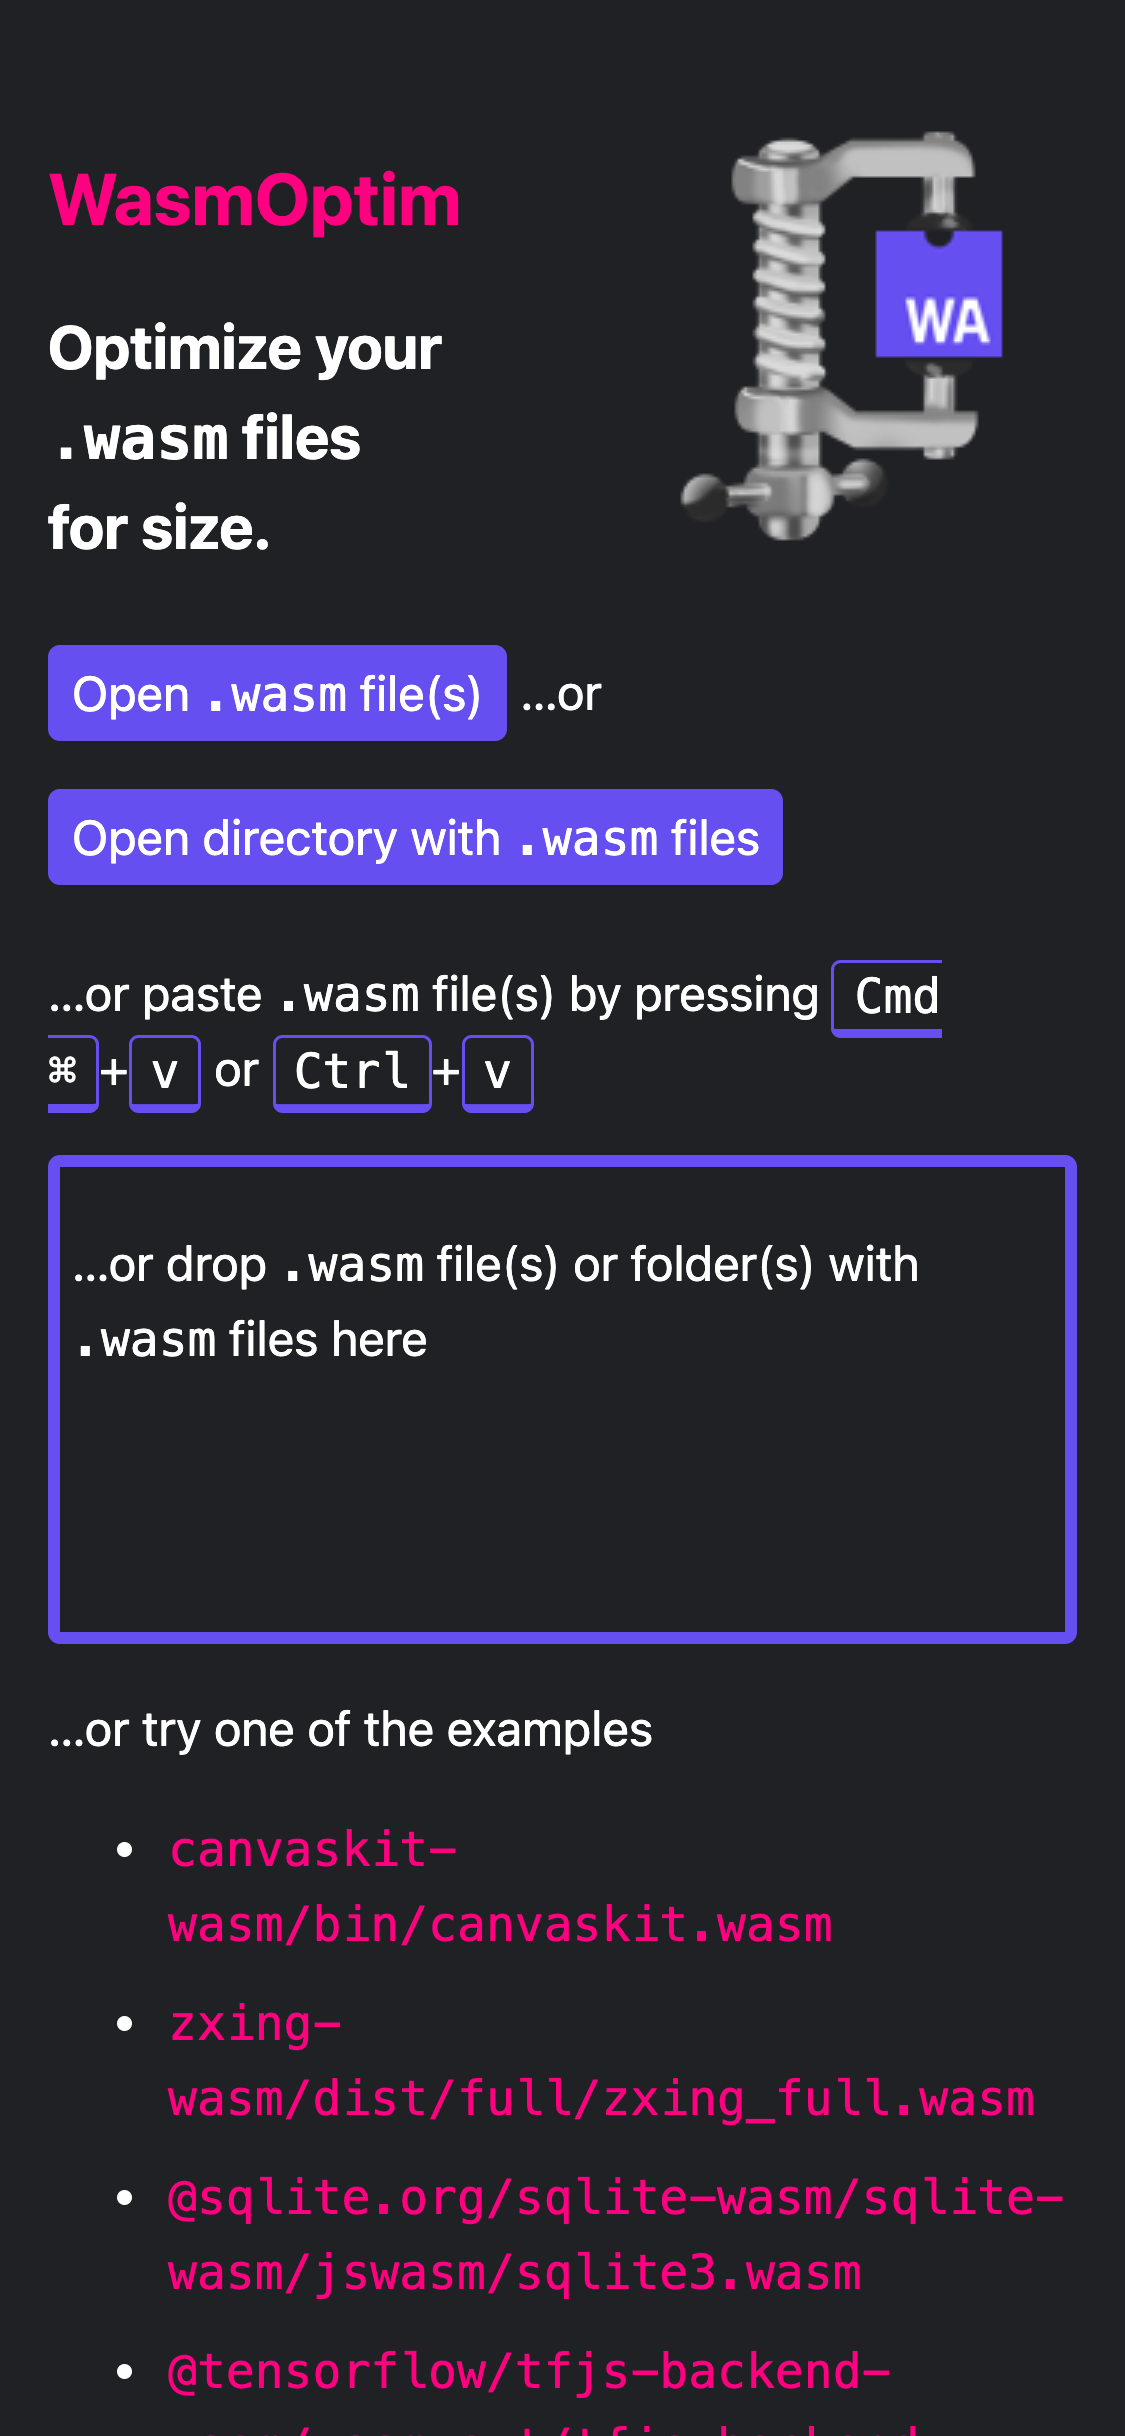 WasmOptim
WA
Optimize your
.wasm files
for size.
Open .wasm file(s) ...or
Open directory with .wasm files
...or paste .wasm file(s) by pressing Cmd
⌘+v or Ctrl+v
...or drop .wasm file(s) or folder(s) with
.wasm files here
...or try one of the examples
• canvaskit-
wasm/bin/canvaskit.wasm
• zxing-
wasm/dist/full/zxing_full.wasm
• @sqlite.org/sqlite-wasm/sqlite-
wasm/jswasm/sqlite3.wasm
• @tensorflow/tfjs-backend-